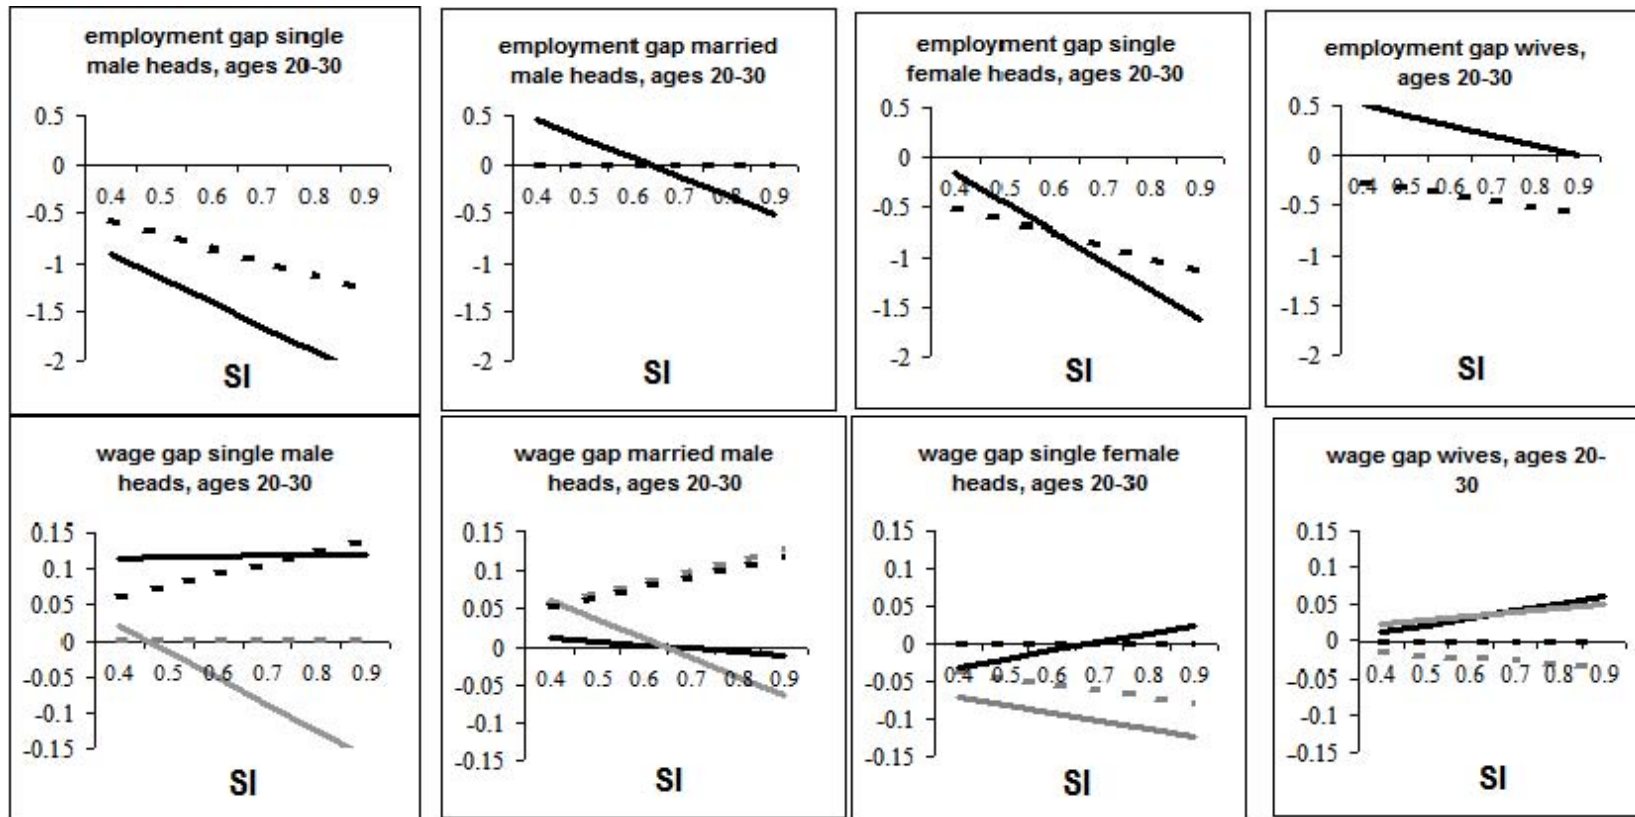 employment gap single
male heads, ages 20-30
0.5
0
0.4 0.5 0.6 0.7 0.8 0.9
-0.5
-1
-1.5
-2
SI
employment gap married
male heads, ages 20-30
0.5
0
0.4 0.5 0.6 0.7 0.8 0.9
-0.5
-1
-1.5
-2
SI
employment gap single
female heads, ages 20-30
0.5
0
0.4 0.5 0.6 0.7 0.8 0.9
-0.5
-1
-1.5
-2
SI
employment gap wives,
ages 20-30
0.5
0
0.4 0.5 0.6 0.7 0.8 0.9
-0.5
-1
-1.5
-2
SI
wage gap single male
heads, ages 20-30
0.15
0.1
0.05
0
0.4 0.5 0.6 0.7 0.8 0.9
-0.05
-0.1
-0.15
SI
wage gap married male
heads, ages 20-30
0.15
0.1
0.05
0
0.4 0.5 0.6 0.7 0.8 0.9
-0.05
-0.1
-0.15
SI
wage gap single female
heads, ages 20-30
0.15
0.1
0.05
0
0.4 0.5 0.6 0.7 0.8 0.9
-0.05
-0.1
-0.15
SI
wage gap wives, ages 20-
30
0.15
0.1
0.05
0
0.4 0.5 0.6 0.7 0.8 0.9
-0.05
-0.1
-0.15
SI